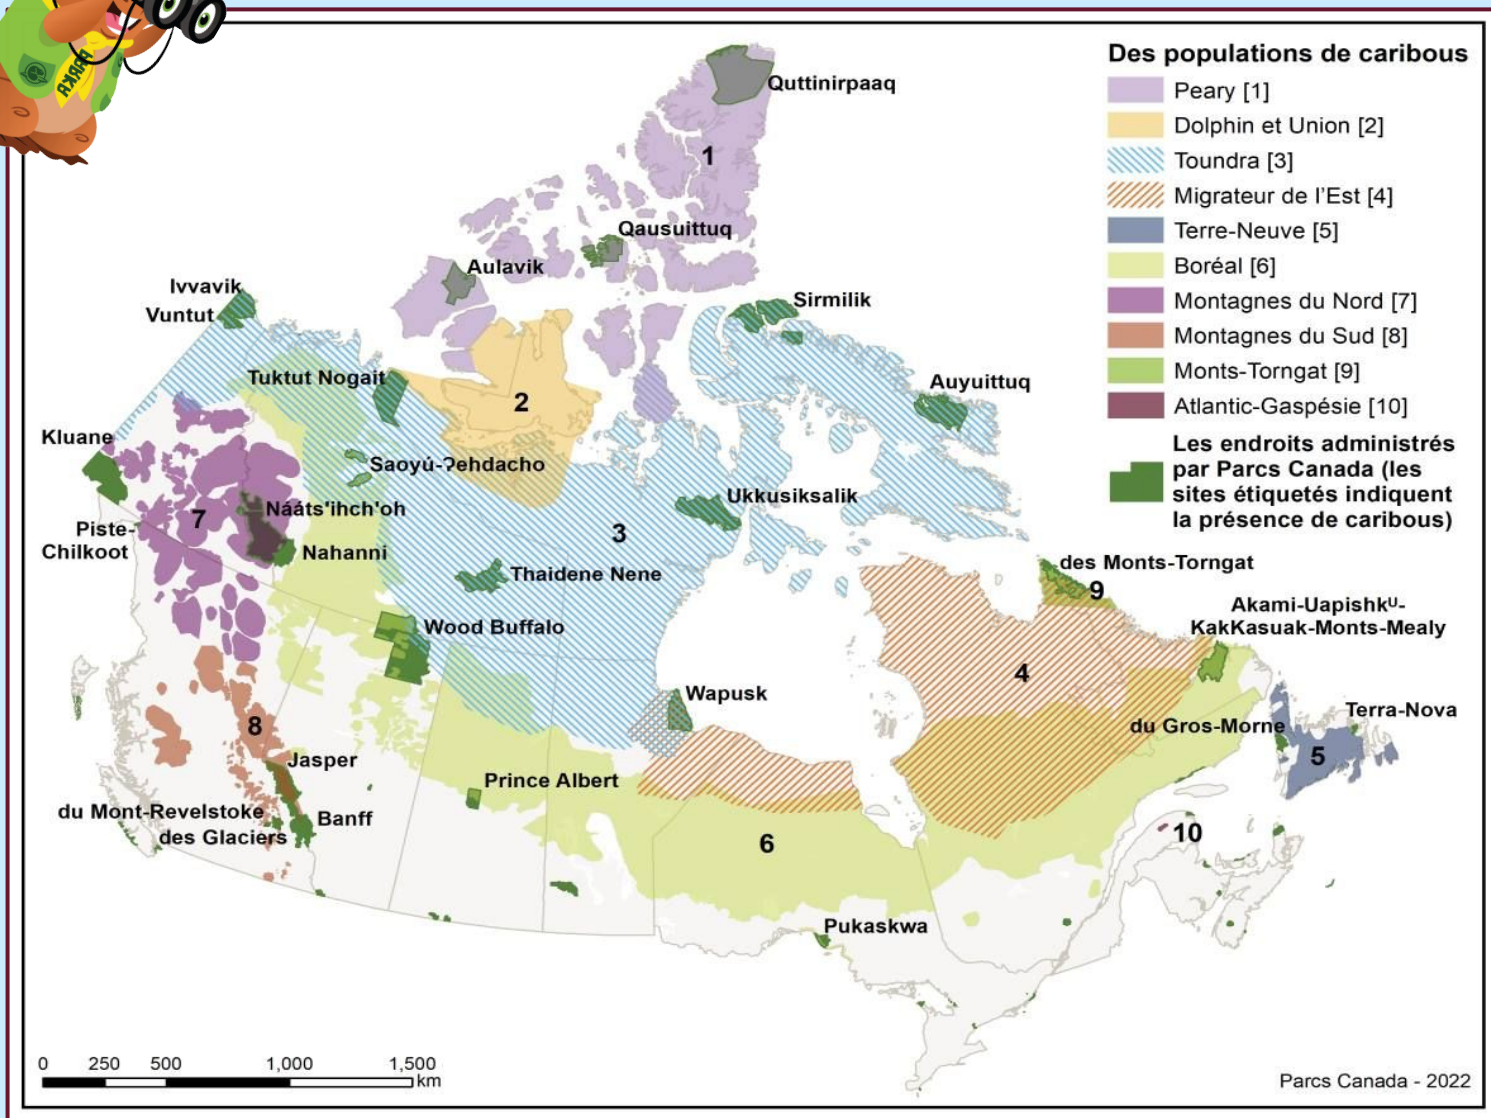 PARKA
Des populations de caribous
Peary [1]
Dolphin et Union [2]
Toundra [3]
Migrateur de l'Est [4]
Terre-Neuve [5]
Boréal [6]
Montagnes du Nord [7]
Montagnes du Sud [8]
Monts-Torngat [9]
Atlantic-Gaspésie [10]
Les endroits administrés
par Parcs Canada (les
sites étiquetés indiquent
la présence de caribous)
Quttinirpaaq
1
Qausuittuq
Aulavik
Ivvavik
Vuntut
Sirmilik
Tuktut Nogait
2
Auyuittuq
Kluane
Saoyú-Ɂehdacho
Ukkusiksalik
Nááts'ihch'oh
7
3
Piste-
Chilkoot
Nahanni
Thaidene Nene
des Monts-Torngat
9
Akami-Uapishkᵁ-
KakKasuak-Monts-Mealy
Wood Buffalo
4
Wapusk
8
Terra-Nova
du Gros-Morne
5
Jasper
Prince Albert
du Mont-Revelstoke
des Glaciers
Banff
10
6
Pukaskwa
0 250 500 1,000 1,500
km
Parcs Canada - 2022